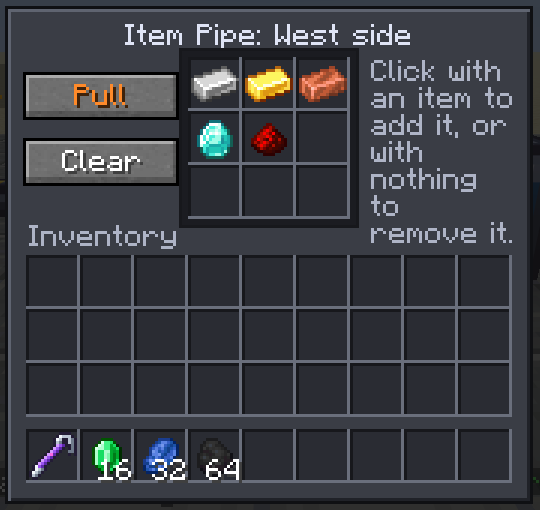 Item Pipe: West side
Pull
Clear
Click with
an item to
add it, or
with
nothing
to
remove it.
Inventory
16 32 64